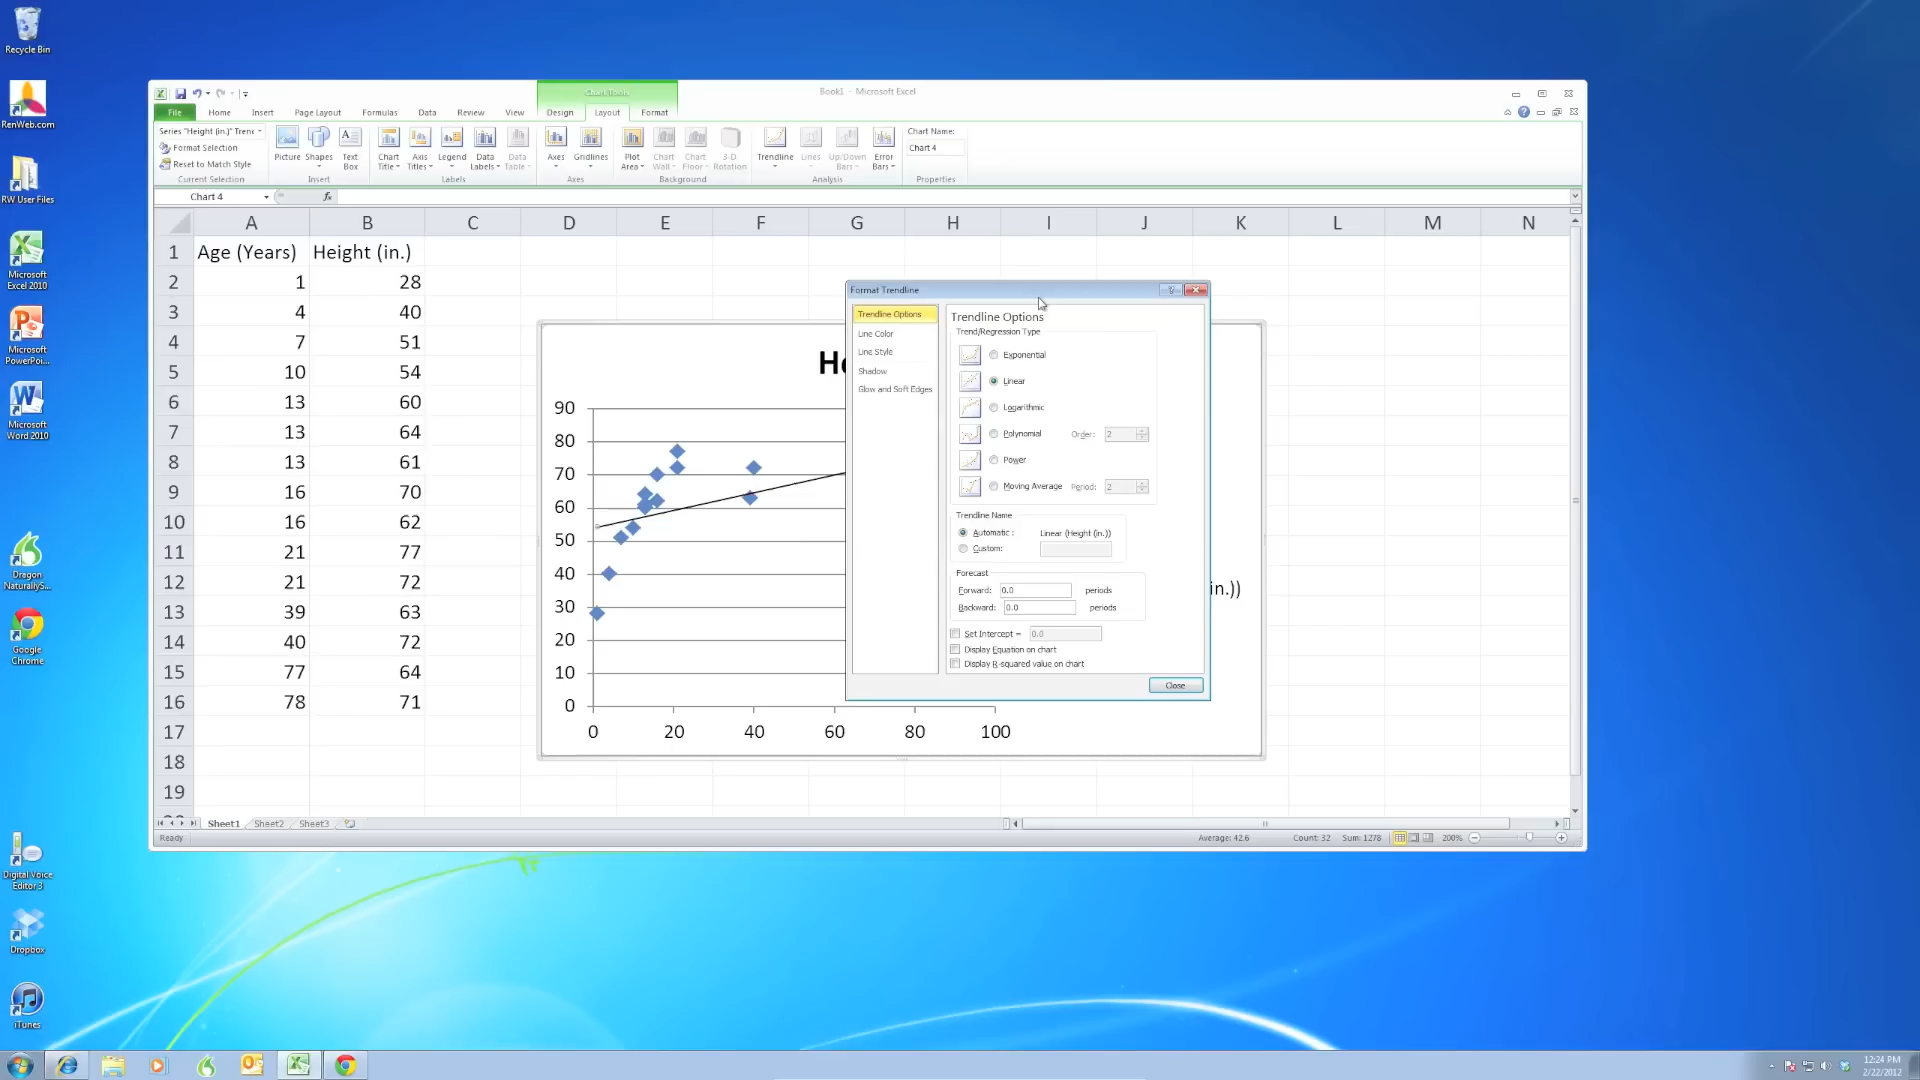 Recycle Bin
RenWeb.com
RW User Files
Microsoft
Excel 2010
Microsoft
PowerPoi...
Microsoft
Word 2010
Dragon
NaturallyS...
Google
Chrome
Digital Voice
Editor 3
Dropbox
iTunes
Chart Tools
Book1 - Microsoft Excel
File Home Insert Page Layout Formulas Data Review View Design Layout Format
Series "Height (in.)" Trend
Format Selection
Reset to Match Style
Current Selection
Picture Shapes Text Box
Insert
Chart Title Axis Titles Legend Data Labels Data Table
Labels
Axes Gridlines
Axes
Plot Area Chart Wall Chart Floor 3-D Rotation
Background
Trendline Lines Up/Down Bars Error Bars
Analysis
Chart Name:
Chart 4
Properties
Chart 4 fx
A B C D E F G H I J K L M N
1 Age (Years) Height (in.)
2 1 28
3 4 40
4 7 51
5 10 54
6 13 60
7 13 64
8 13 61
9 16 70
10 16 62
11 21 77
12 21 72
13 39 63
14 40 72
15 77 64
16 78 71
17
18
19
90
80
70
60
50
40
30
20
10
0
0 20 40 60 80 100
in.))
Format Trendline
Trendline Options
Line Color
Line Style
Shadow
Glow and Soft Edges
Trendline Options
Trend/Regression Type
Exponential
Linear
Logarithmic
Polynomial Order: 2
Power
Moving Average Period: 2
Trendline Name
Automatic : Linear (Height (in.))
Custom:
Forecast
Forward: 0.0 periods
Backward: 0.0 periods
Set Intercept = 0.0
Display Equation on chart
Display R-squared value on chart
Close
Sheet1 Sheet2 Sheet3
Ready Average: 42.6 Count: 32 Sum: 1278 200%
12:24 PM
2/22/2012